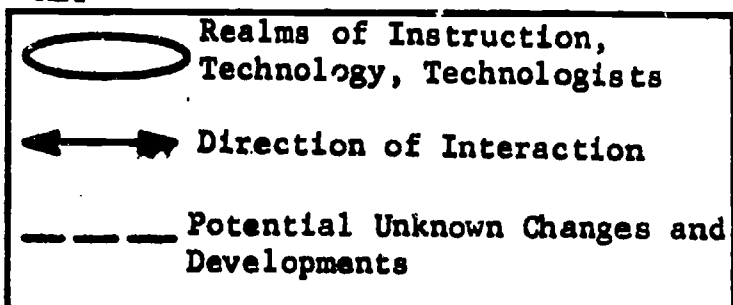 Realms of Instruction,
Technology, Technologists
Direction of Interaction
Potential Unknown Changes and
Developments